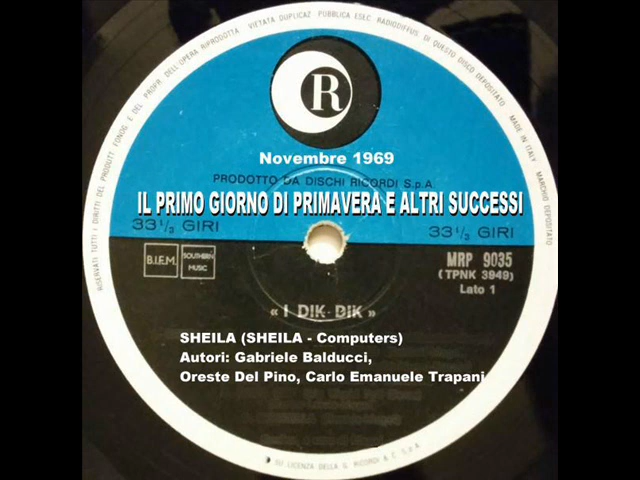 VIETATA DUPLICAZ. PUBBLICA ESEC. RADIODIFFUS. DI QUESTO DISCO DEPOSITATO
MADE IN ITALY
MARCHIO DEPOSITATO
RISERVATI TUTTI I DIRITTI DEL PRODUTT. FONOG. E DEL PROPR. DELL'OPERA RIPRODOTTA
R
Novembre 1969
PRODOTTO DA DISCHI RICORDI S.p.A
IL PRIMO GIORNO DI PRIMAVERA E ALTRI SUCCESSI
33 1/3 GIRI 33 1/3 GIRI
B.I.E.M. SOUTHERN MUSIC MRP 9035
(TPNK 3949)
Lato 1
« I DIK-DIK »
SHEILA (SHEILA - Computers)
Autori: Gabriele Balducci,
Oreste Del Pino, Carlo Emanuele Trapani
SU LICENZA DELLA G. RICORDI & C. S.p.A